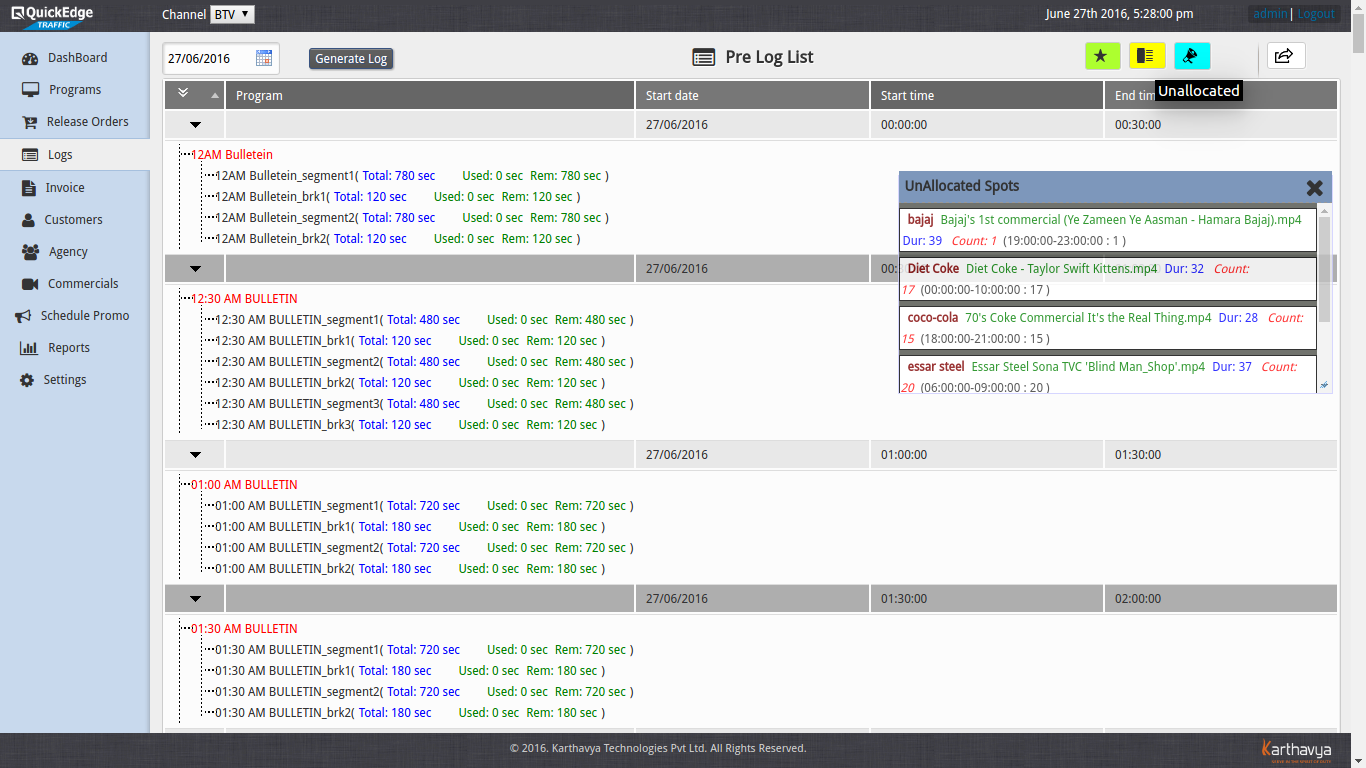 QuickEdge
TRAFFIC
Channel BTV
June 27th 2016, 5:28:00 pm
admin | Logout
DashBoard
Programs
Release Orders
Logs
Invoice
Customers
Agency
Commercials
Schedule Promo
Reports
Settings
27/06/2016
Generate Log
Pre Log List
Unallocated
Program Start date Start time End tim
27/06/2016 00:00:00 00:30:00
12AM Bulletein
12AM Bulletein_segment1( Total: 780 sec Used: 0 sec Rem: 780 sec )
12AM Bulletein_brk1( Total: 120 sec Used: 0 sec Rem: 120 sec )
12AM Bulletein_segment2( Total: 780 sec Used: 0 sec Rem: 780 sec )
12AM Bulletein_brk2( Total: 120 sec Used: 0 sec Rem: 120 sec )
27/06/2016 00:
12:30 AM BULLETIN
12:30 AM BULLETIN_segment1( Total: 480 sec Used: 0 sec Rem: 480 sec )
12:30 AM BULLETIN_brk1( Total: 120 sec Used: 0 sec Rem: 120 sec )
12:30 AM BULLETIN_segment2( Total: 480 sec Used: 0 sec Rem: 480 sec )
12:30 AM BULLETIN_brk2( Total: 120 sec Used: 0 sec Rem: 120 sec )
12:30 AM BULLETIN_segment3( Total: 480 sec Used: 0 sec Rem: 480 sec )
12:30 AM BULLETIN_brk3( Total: 120 sec Used: 0 sec Rem: 120 sec )
27/06/2016 01:00:00 01:30:00
01:00 AM BULLETIN
01:00 AM BULLETIN_segment1( Total: 720 sec Used: 0 sec Rem: 720 sec )
01:00 AM BULLETIN_brk1( Total: 180 sec Used: 0 sec Rem: 180 sec )
01:00 AM BULLETIN_segment2( Total: 720 sec Used: 0 sec Rem: 720 sec )
01:00 AM BULLETIN_brk2( Total: 180 sec Used: 0 sec Rem: 180 sec )
27/06/2016 01:30:00 02:00:00
01:30 AM BULLETIN
01:30 AM BULLETIN_segment1( Total: 720 sec Used: 0 sec Rem: 720 sec )
01:30 AM BULLETIN_brk1( Total: 180 sec Used: 0 sec Rem: 180 sec )
01:30 AM BULLETIN_segment2( Total: 720 sec Used: 0 sec Rem: 720 sec )
01:30 AM BULLETIN_brk2( Total: 180 sec Used: 0 sec Rem: 180 sec )
UnAllocated Spots
bajaj Bajaj's 1st commercial (Ye Zameen Ye Aasman - Hamara Bajaj).mp4
Dur: 39 Count: 1 (19:00:00-23:00:00 : 1 )
Diet Coke Diet Coke - Taylor Swift Kittens.mp4 Dur: 32 Count:
17 (00:00:00-10:00:00 : 17 )
coco-cola 70's Coke Commercial It's the Real Thing.mp4 Dur: 28 Count:
15 (18:00:00-21:00:00 : 15 )
essar steel Essar Steel Sona TVC 'Blind Man_Shop'.mp4 Dur: 37 Count:
20 (06:00:00-09:00:00 : 20 )
© 2016. Karthavya Technologies Pvt Ltd. All Rights Reserved.
Karthavya